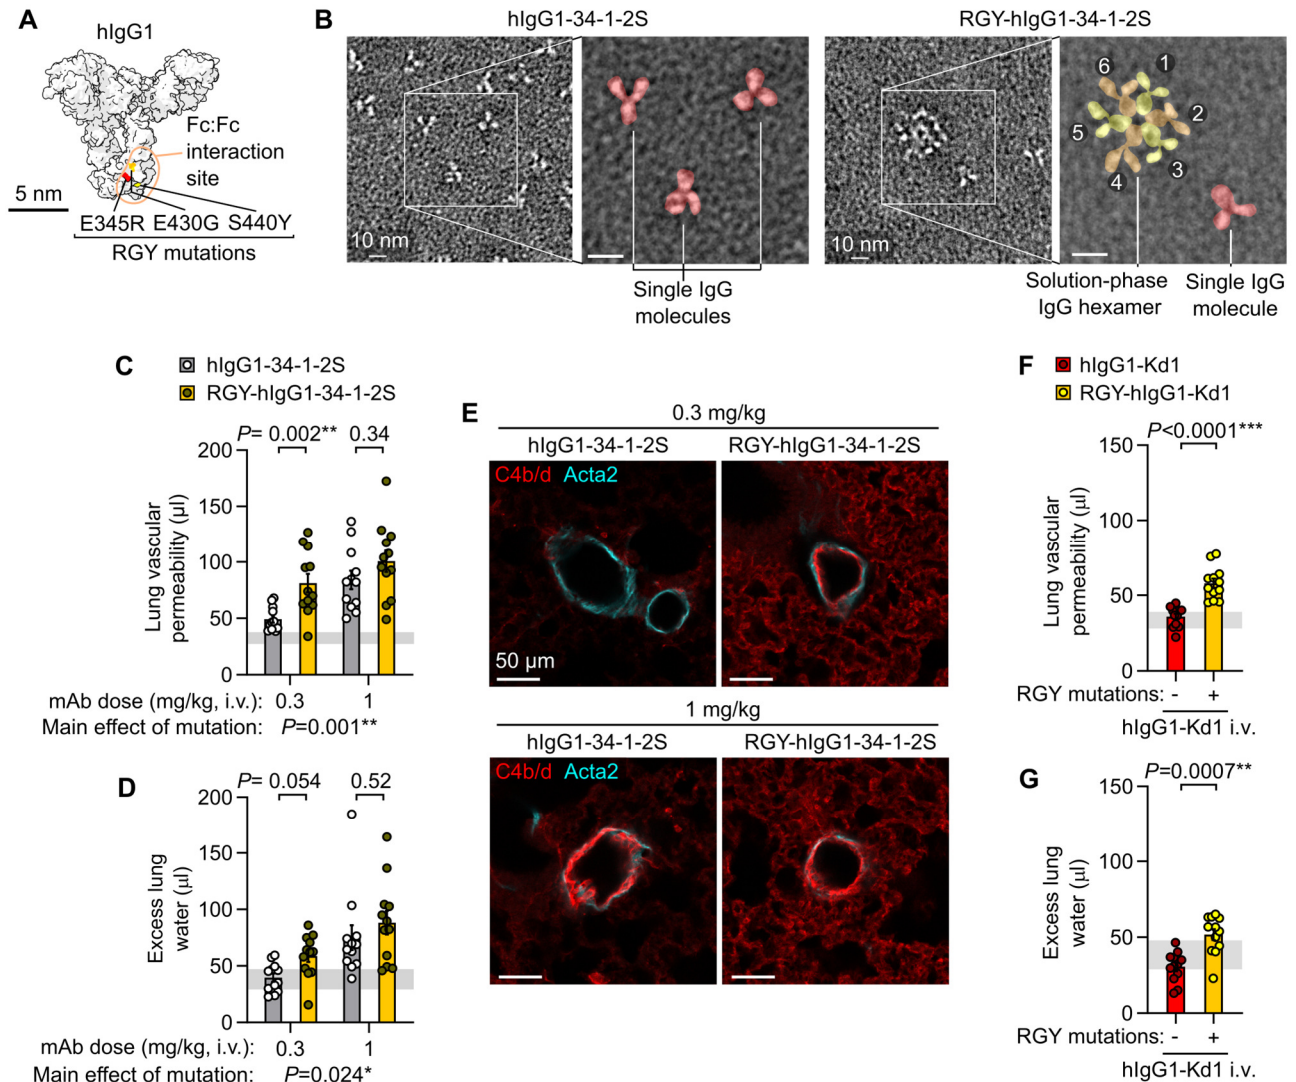 A
hIgG1
Fc:Fc
interaction
site
5 nm
E345R E430G S440Y
RGY mutations
B
hIgG1-34-1-2S
RGY-hIgG1-34-1-2S
10 nm
10 nm
1
2
3
4
5
6
Single IgG
molecules
Solution-phase
IgG hexamer
Single IgG
molecule
C
hIgG1-34-1-2S
RGY-hIgG1-34-1-2S
P= 0.002** 0.34
Lung vascular
permeability (µl)
200
150
100
50
0
mAb dose (mg/kg, i.v.): 0.3 1
Main effect of mutation: P=0.001**
D
P= 0.054 0.52
Excess lung
water (µl)
200
150
100
50
0
mAb dose (mg/kg, i.v.): 0.3 1
Main effect of mutation: P=0.024*
E
0.3 mg/kg
hIgG1-34-1-2S RGY-hIgG1-34-1-2S
C4b/d Acta2
50 µm
1 mg/kg
hIgG1-34-1-2S RGY-hIgG1-34-1-2S
C4b/d Acta2
F
hIgG1-Kd1
RGY-hIgG1-Kd1
P<0.0001***
Lung vascular
permeability (µl)
150
100
50
0
RGY mutations: - +
hIgG1-Kd1 i.v.
G
P=0.0007**
Excess lung
water (µl)
150
100
50
0
RGY mutations: - +
hIgG1-Kd1 i.v.